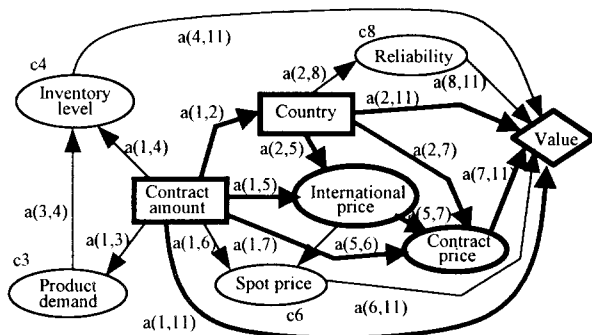 a(4,11)
c4
c8
Reliability
a(2,8)
a(8,11)
Inventory
level
a(1,2)
Country
a(2,11)
Value
a(1,4)
a(2,5)
a(2,7)
a(7,11)
Contract
amount
a(1,5)
International
price
a(3,4)
a(5,7)
a(1,3)
a(1,6)
a(1,7)
a(5,6)
Contract
price
c3
Product
demand
Spot price
c6
a(6,11)
a(1,11)